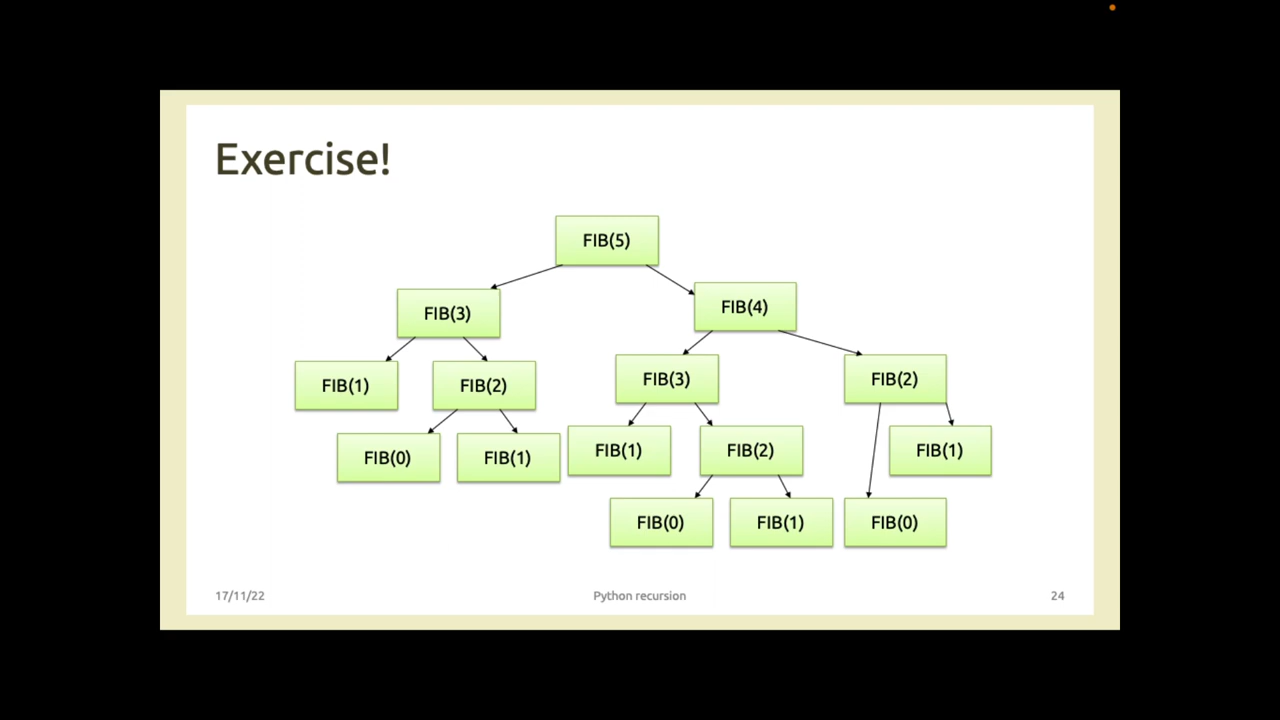 Exercise!
FIB(5)
FIB(3)
FIB(4)
FIB(1)
FIB(2)
FIB(3)
FIB(2)
FIB(0)
FIB(1)
FIB(1)
FIB(2)
FIB(1)
FIB(0)
FIB(1)
FIB(0)
17/11/22
Python recursion
24